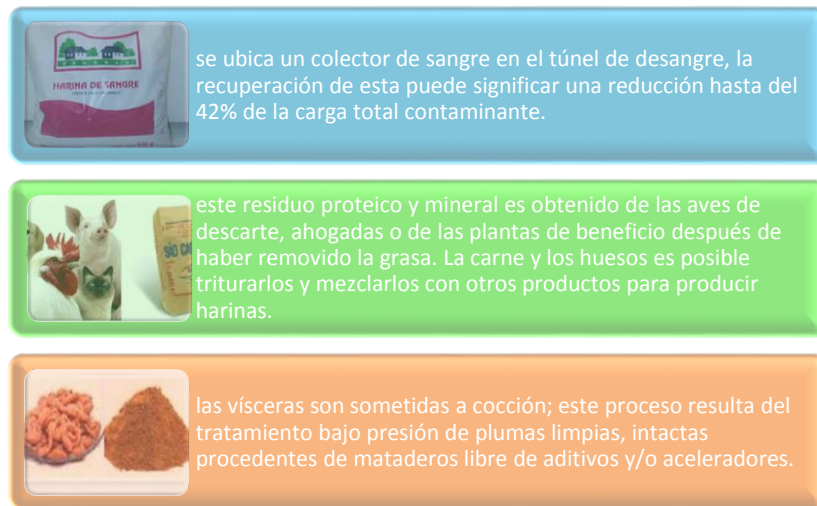 HARINA DE SANGRE
se ubica un colector de sangre en el túnel de desangre, la
recuperación de esta puede significar una reducción hasta del
42% de la carga total contaminante.
este residuo proteico y mineral es obtenido de las aves de
descarte, ahogadas o de las plantas de beneficio después de
haber removido la grasa. La carne y los huesos es posible
triturarlos y mezclarlos con otros productos para producir
harinas.
las vísceras son sometidas a cocción; este proceso resulta del
tratamiento bajo presión de plumas limpias, intactas
procedentes de mataderos libre de aditivos y/o aceleradores.